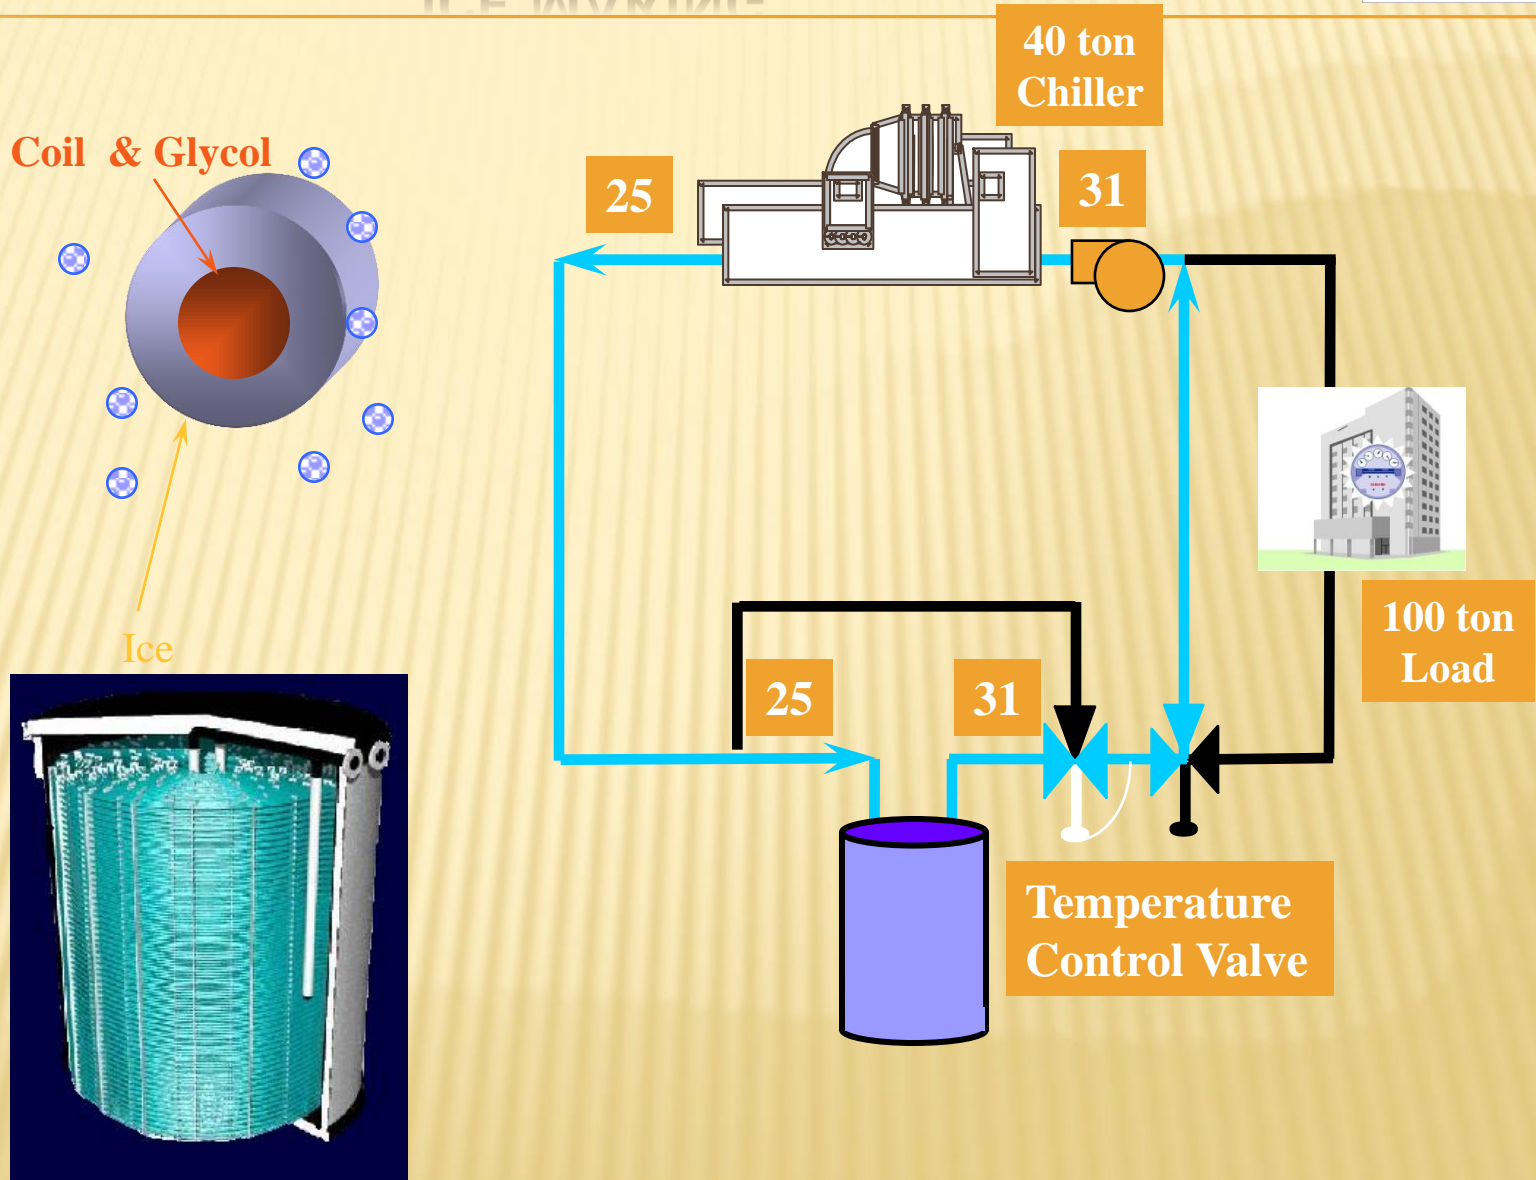 40 ton
Chiller
Coil & Glycol
25
31
Ice
25
31
100 ton
Load
Temperature
Control Valve